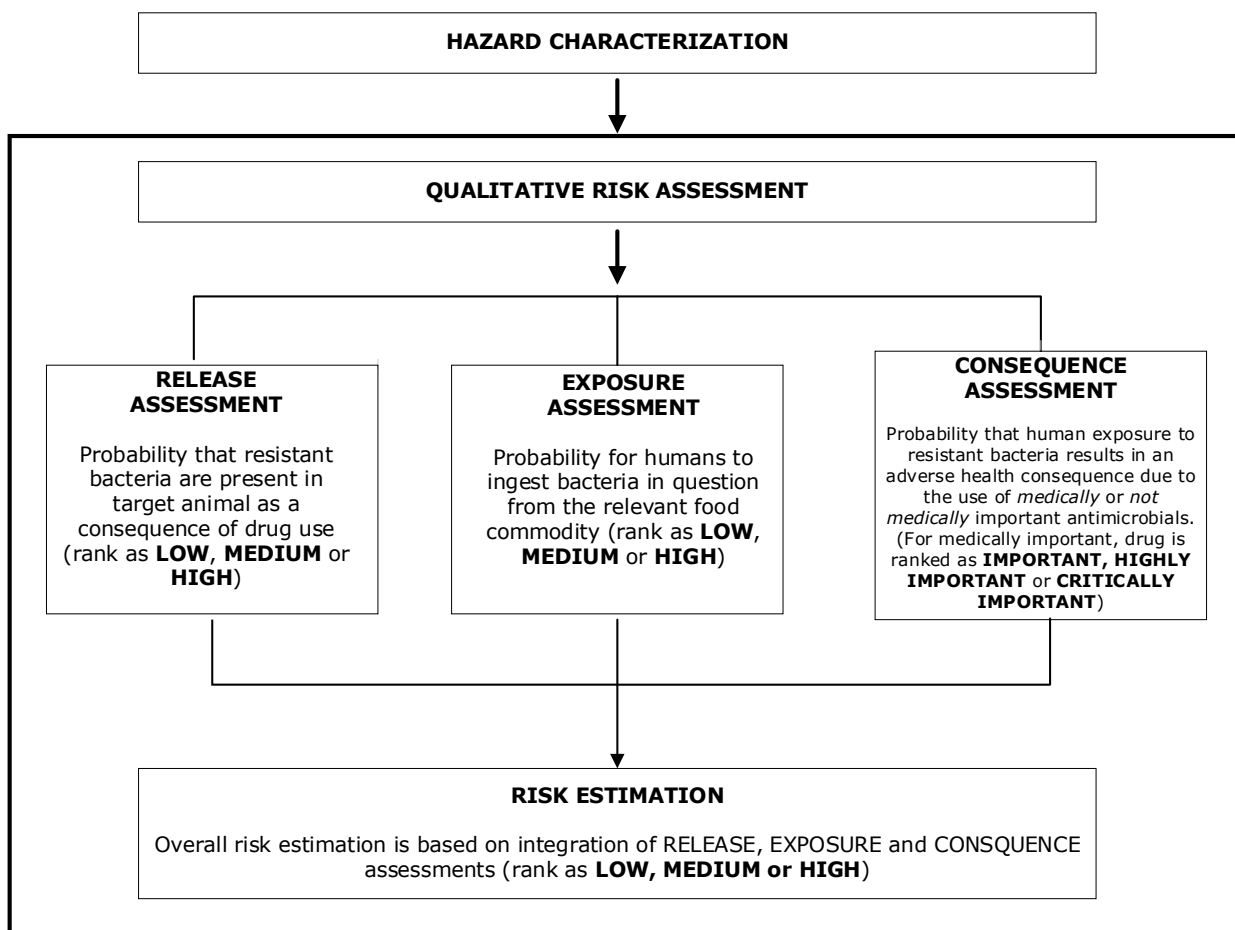 HAZARD CHARACTERIZATION
QUALITATIVE RISK ASSESSMENT
RELEASE
ASSESSMENT
Probability that resistant
bacteria are present in
target animal as a
consequence of drug use
(rank as LOW, MEDIUM or
HIGH)
EXPOSURE
ASSESSMENT
Probability for humans to
ingest bacteria in question
from the relevant food
commodity (rank as LOW,
MEDIUM or HIGH)
CONSEQUENCE
ASSESSMENT
Probability that human exposure to
resistant bacteria results in an
adverse health consequence due to
the use of medically or not
medically important antimicrobials.
(For medically important, drug is
ranked as IMPORTANT, HIGHLY
IMPORTANT or CRITICALLY
IMPORTANT)
RISK ESTIMATION
Overall risk estimation is based on integration of RELEASE, EXPOSURE and CONSQUENCE
assessments (rank as LOW, MEDIUM or HIGH)